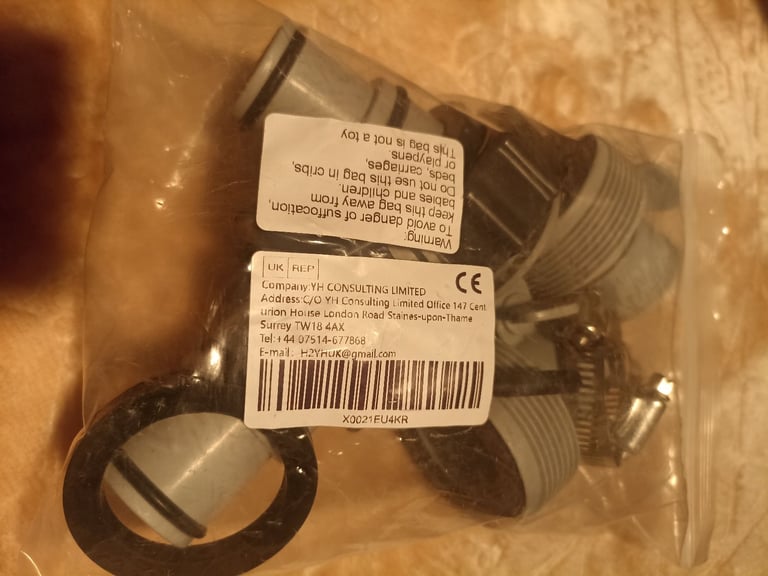 Warning:
To avoid danger of suffocation,
keep this bag away from
babies and children.
Do not use this bag in cribs,
beds, carriages,
or playpens.
This bag is not a toy
UK REP
CE
Company:YH CONSULTING LIMITED
Address:C/O YH Consulting Limited Office 147 Cent
urion House London Road Staines-upon-Thame
Surrey TW18 4AX
Tel:+44 07514-677868
E-mail: H2YHUK@gmail.com
X0021EU4KR